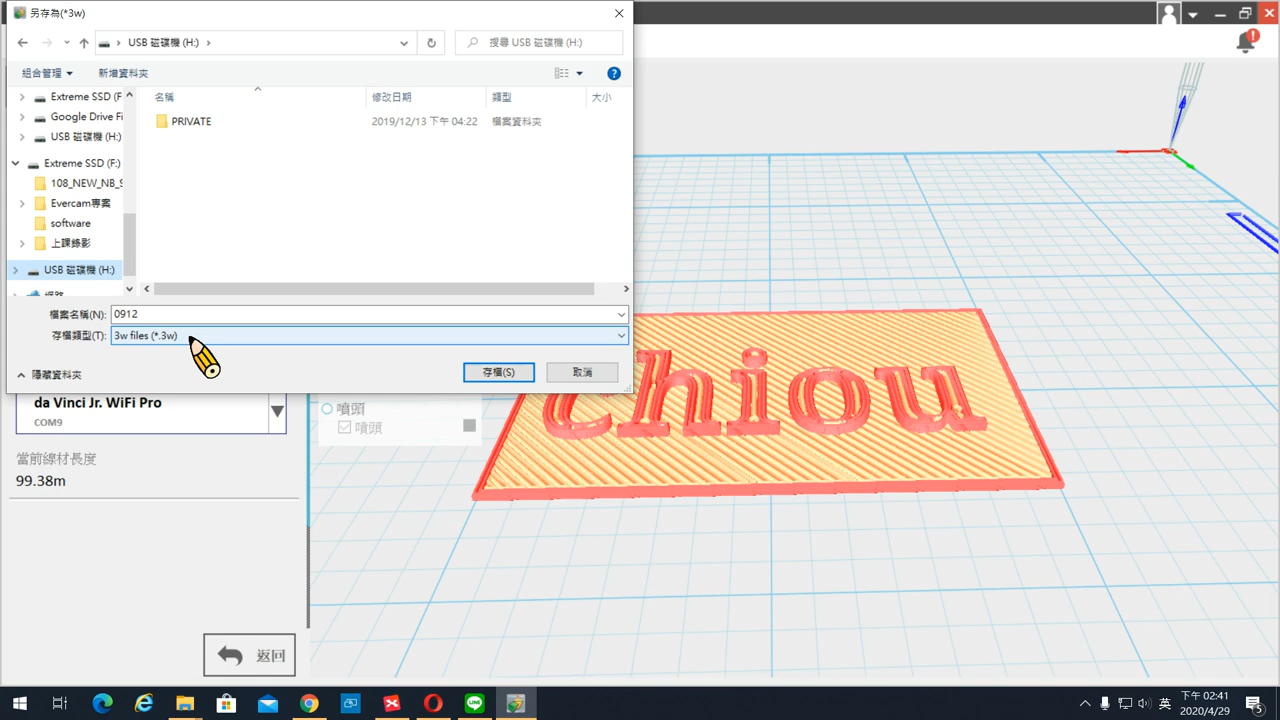 另存為(*3w)
USB 磁碟機 (H:)
搜尋 USB 磁碟機 (H:)
組合管理
新增資料夾
名稱
修改日期
類型
大小
PRIVATE
2019/12/13 下午 04:22
檔案資料夾
Extreme SSD (F
Google Drive Fi
USB 磁碟機 (H:)
Extreme SSD (F:)
108_NEW_NB_S
Evercam專案
software
上課錄影
USB 磁碟機 (H:)
檔案名稱(N):
0912
存檔類型(T):
3w files (*.3w)
隱藏資料夾
存檔(S)
取消
da Vinci Jr. WiFi Pro
COM9
當前線材長度
99.38m
噴頭
噴頭
chiou
返回
英
下午 02:41
2020/4/29
5